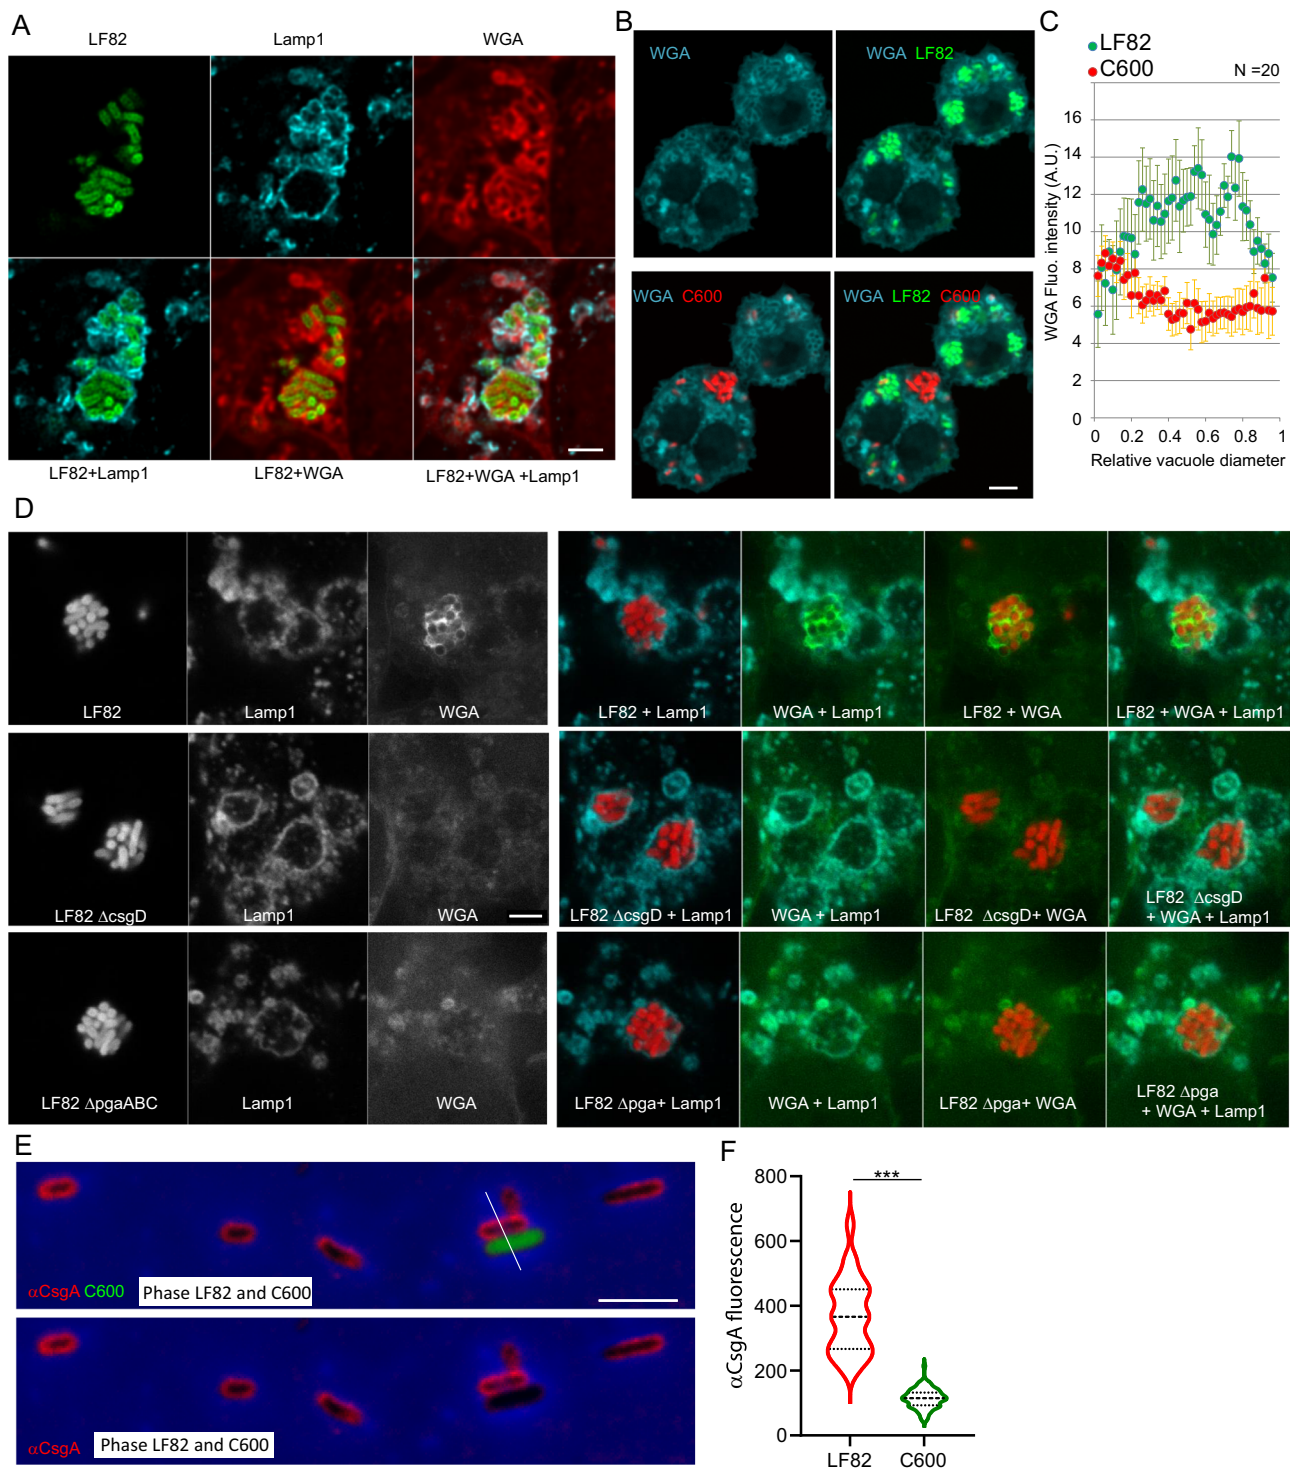 A
LF82 Lamp1 WGA
LF82+Lamp1 LF82+WGA LF82+WGA +Lamp1
B
WGA WGA LF82
WGA C600 WGA LF82 C600
C
LF82
C600 N =20
WGA Fluo. intensity (A.U.)
16
14
12
10
8
6
4
2
0
0 0.2 0.4 0.6 0.8 1
Relative vacuole diameter
D
LF82 Lamp1 WGA LF82 + Lamp1 WGA + Lamp1 LF82 + WGA LF82 + WGA + Lamp1
LF82 ΔcsgD Lamp1 WGA LF82 ΔcsgD + Lamp1 WGA + Lamp1 LF82 ΔcsgD+ WGA LF82 ΔcsgD
+ WGA + Lamp1
LF82 ΔpgaABC Lamp1 WGA LF82 Δpga+ Lamp1 WGA + Lamp1 LF82 Δpga+ WGA LF82 Δpga
+ WGA + Lamp1
E
αCsgA C600 Phase LF82 and C600
αCsgA Phase LF82 and C600
F
αCsgA fluorescence
800
600
400
200
0
***
LF82 C600